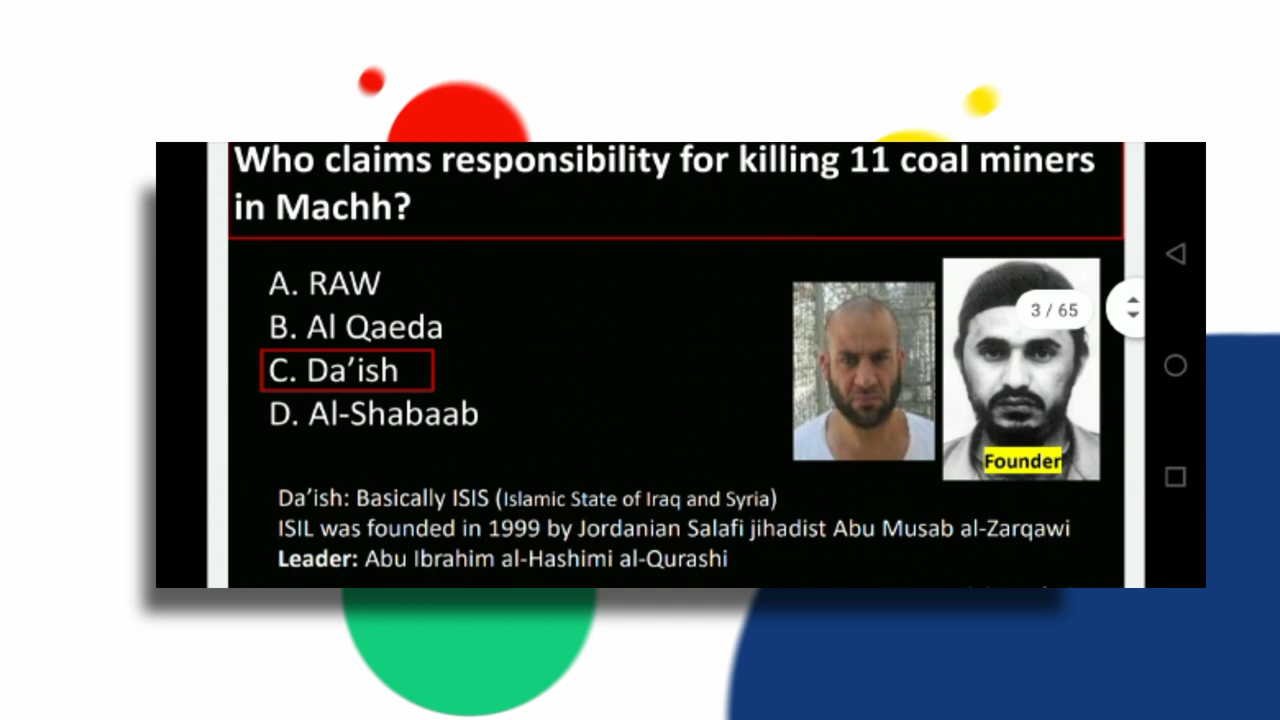 Who claims responsibility for killing 11 coal miners
in Machh?
A. RAW
B. Al Qaeda
C. Da’ish
D. Al-Shabaab
3 / 65
Founder
Da’ish: Basically ISIS (Islamic State of Iraq and Syria)
ISIL was founded in 1999 by Jordanian Salafi jihadist Abu Musab al-Zarqawi
Leader: Abu Ibrahim al-Hashimi al-Qurashi